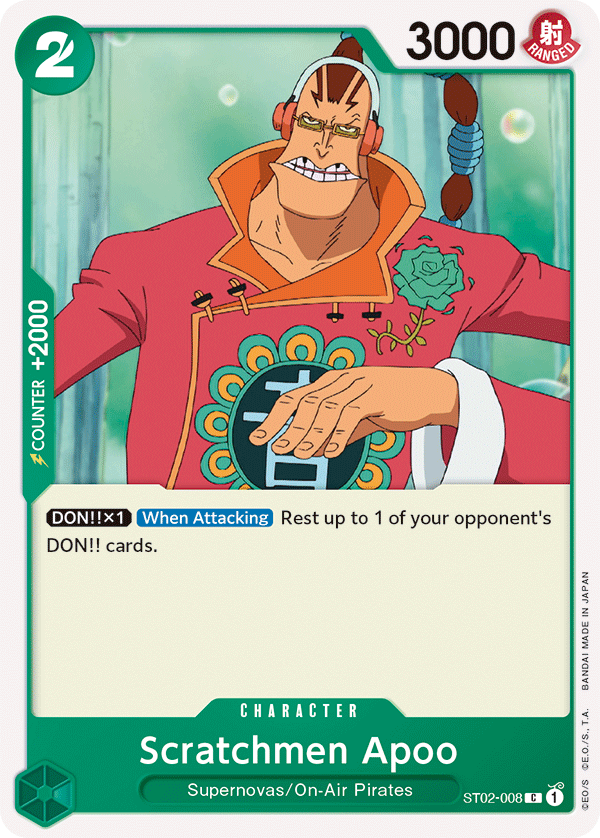 2
3000
射
RANGED
COUNTER +2000
DON!!×1 When Attacking Rest up to 1 of your opponent's
DON!! cards.
CHARACTER
Scratchmen Apoo
Supernovas/On-Air Pirates
ST02-008 C 1
©EO/S ©E.O./S., T.A. BANDAI MADE IN JAPAN